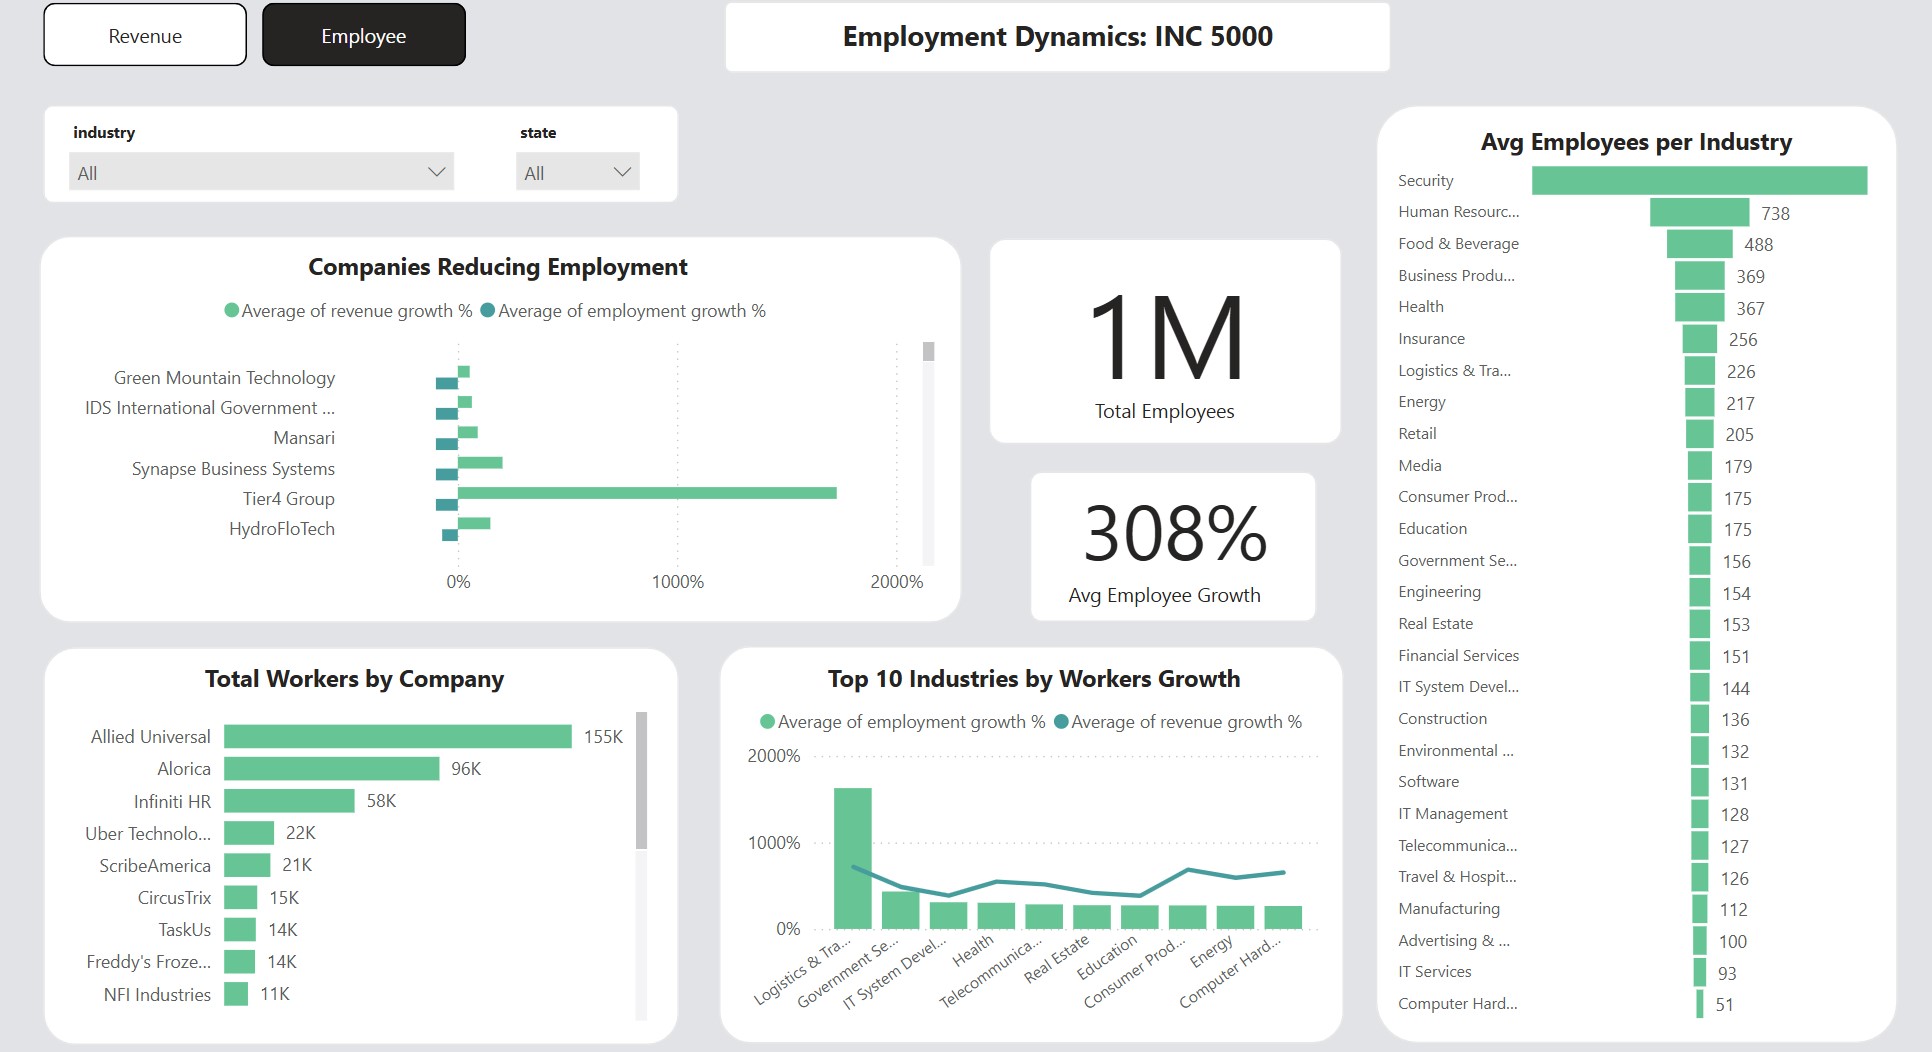 Revenue
Employee
Employment Dynamics: INC 5000
industry
state
All
All
Companies Reducing Employment
Average of revenue growth %
Average of employment growth %
Green Mountain Technology
IDS International Government ...
Mansari
Synapse Business Systems
Tier4 Group
HydroFloTech
0%
1000%
2000%
1M
Total Employees
308%
Avg Employee Growth
Total Workers by Company
Allied Universal 155K
Alorica 96K
Infiniti HR 58K
Uber Technolo... 22K
ScribeAmerica 21K
CircusTrix 15K
TaskUs 14K
Freddy's Froze... 14K
NFI Industries 11K
Top 10 Industries by Workers Growth
Average of employment growth %
Average of revenue growth %
2000%
1000%
0%
Logistics & Tra...
Government Se...
IT System Devel...
Health
Telecommunica...
Real Estate
Education
Consumer Prod...
Energy
Computer Hard...
Avg Employees per Industry
Security
Human Resourc... 738
Food & Beverage 488
Business Produ... 369
Health 367
Insurance 256
Logistics & Tra... 226
Energy 217
Retail 205
Media 179
Consumer Prod... 175
Education 175
Government Se... 156
Engineering 154
Real Estate 153
Financial Services 151
IT System Devel... 144
Construction 136
Environmental ... 132
Software 131
IT Management 128
Telecommunica... 127
Travel & Hospit... 126
Manufacturing 112
Advertising & ... 100
IT Services 93
Computer Hard... 51